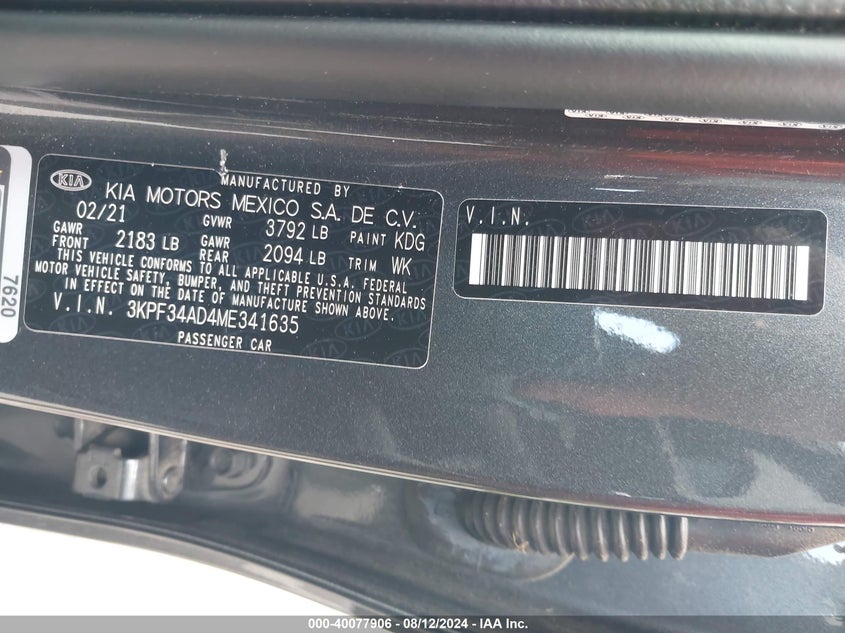 KIA
MANUFACTURED BY
KIA MOTORS MEXICO S.A. DE C.V.
02/21 GVWR 3792 LB PAINT KDG
GAWR FRONT 2183 LB GAWR REAR 2094 LB TRIM WK
THIS VEHICLE CONFORMS TO ALL APPLICABLE U.S.A. FEDERAL
MOTOR VEHICLE SAFETY, BUMPER, AND THEFT PREVENTION STANDARDS
IN EFFECT ON THE DATE OF MANUFACTURE SHOWN ABOVE.
V.I.N. 3KPF34AD4ME341635
PASSENGER CAR
V.I.N.
7620
000-40077906 - 08/12/2024 - IAA Inc.